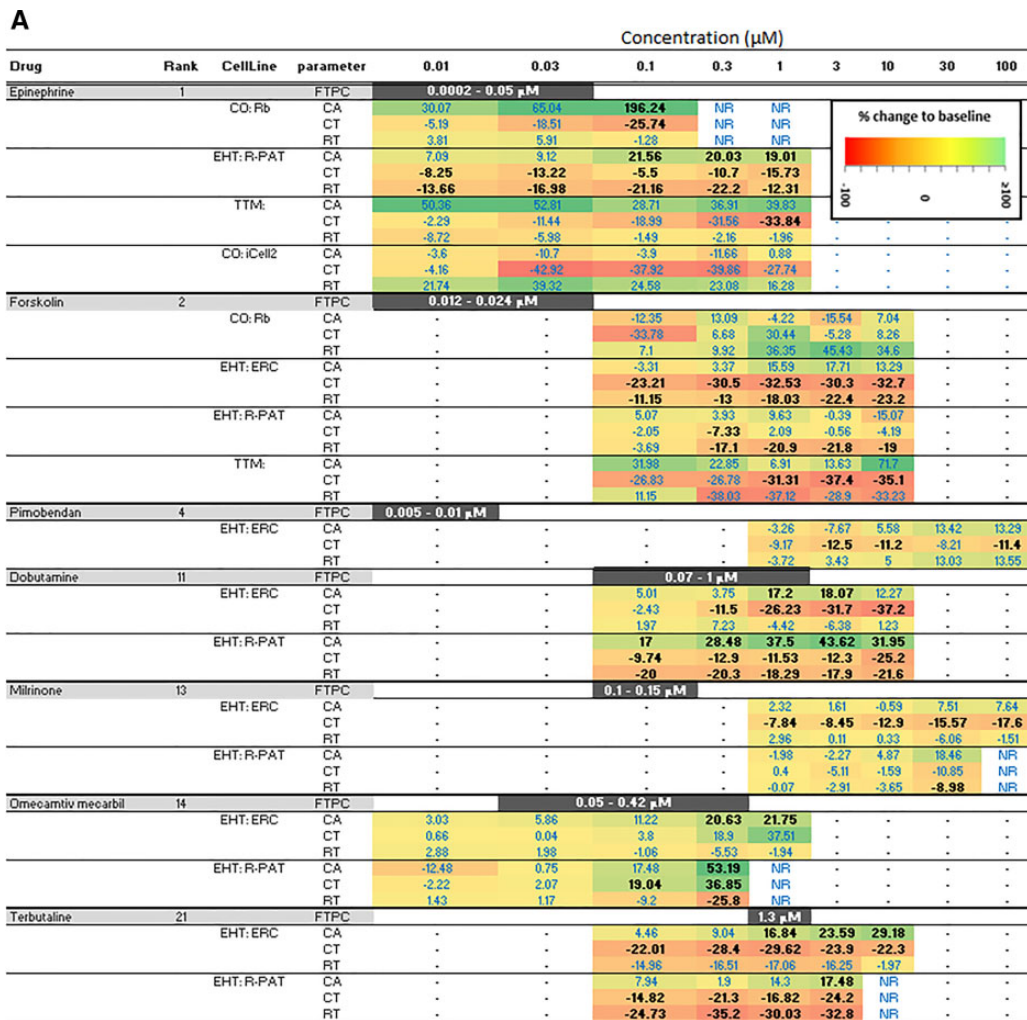 A
Concentration (µM)
Drug Rank CellLine parameter 0.01 0.03 0.1 0.3 1 3 10 30 100
Epinephrine 1 FTPC 0.0002 - 0.05 µM
CO: Rb CA 30.07 65.04 196.24 NR NR
CT -5.19 -18.51 -25.74 NR NR
RT 3.81 5.91 -1.28 NR NR
EHT: R-PAT CA 7.09 9.12 21.56 20.03 19.01
CT -8.25 -13.22 -5.5 -10.7 -15.73
RT -13.66 -16.98 -21.16 -22.2 -12.31
TTM: CA 50.36 52.81 28.71 36.91 39.83
CT -2.29 -11.44 -18.99 -31.56 -33.84 - - - -
RT -8.72 -5.98 -1.49 -2.16 -1.96 - - - -
CO: iCell2 CA -3.6 -10.7 -3.9 -11.66 0.88 - - - -
CT -4.16 -42.92 -37.92 -39.86 -27.74 - - - -
RT 21.74 39.32 24.58 23.08 16.28 - - - -
% change to baseline
-100 0 ≥100
Forskolin 2 FTPC 0.012 - 0.024 µM
CO: Rb CA - - -12.35 13.09 -4.22 -15.54 7.04 - -
CT - - -33.78 6.68 30.44 -5.28 8.26 - -
RT - - 7.1 9.92 36.35 45.43 34.6 - -
EHT: ERC CA - - -3.31 3.37 15.59 17.71 13.29 - -
CT - - -23.21 -30.5 -32.53 -30.3 -32.7 - -
RT - - -11.15 -13 -18.03 -22.4 -23.2 - -
EHT: R-PAT CA - - 5.07 3.93 9.63 -0.39 -15.07 - -
CT - - -2.05 -7.33 2.09 -0.56 -4.19 - -
RT - - -3.69 -17.1 -20.9 -21.8 -19 - -
TTM: CA - - 31.98 22.85 6.91 13.63 71.7 - -
CT - - -26.83 -26.78 -31.31 -37.4 -35.1 - -
RT - - 11.15 -38.03 -37.12 -28.9 -33.23 - -
Pimobendan 4 FTPC 0.005 - 0.01 µM
EHT: ERC CA - - - - -3.26 -7.67 5.58 13.42 13.29
CT - - - - -9.17 -12.5 -11.2 -8.21 -11.4
RT - - - - -3.72 3.43 5 13.03 13.55
Dobutamine 11 FTPC 0.07 - 1 µM
EHT: ERC CA - - 5.01 3.75 17.2 18.07 12.27 - -
CT - - -2.43 -11.5 -26.23 -31.7 -37.2 - -
RT - - 1.97 7.23 -4.42 -6.38 1.23 - -
EHT: R-PAT CA - - 17 28.48 37.5 43.62 31.95 - -
CT - - -9.74 -12.9 -11.53 -12.3 -25.2 - -
RT - - -20 -20.3 -18.29 -17.9 -21.6 - -
Milrinone 13 FTPC 0.1 - 0.15 µM
EHT: ERC CA - - - - 2.32 1.61 -0.59 7.51 7.64
CT - - - - -7.84 -8.45 -12.9 -15.57 -17.6
RT - - - - 2.96 0.11 0.33 -6.06 -1.51
EHT: R-PAT CA - - - - -1.98 -2.27 4.87 18.46 NR
CT - - - - 0.4 -5.11 -1.59 -10.85 NR
RT - - - - -0.07 -2.91 -3.65 -8.98 NR
Omecamtiv mecarbil 14 FTPC 0.05 - 0.42 µM
EHT: ERC CA 3.03 5.86 11.22 20.63 21.75 - - - -
CT 0.66 0.04 3.8 18.9 37.51 - - - -
RT 2.88 1.98 -1.06 -5.53 -1.94 - - - -
EHT: R-PAT CA -12.48 0.75 17.48 53.19 NR - - - -
CT -2.22 2.07 19.04 36.85 NR - - - -
RT 1.43 1.17 -9.2 -25.8 NR - - - -
Terbutaline 21 FTPC 1.3 µM
EHT: ERC CA - - 4.46 9.04 16.84 23.59 29.18 - -
CT - - -22.01 -28.4 -29.62 -23.9 -22.3 - -
RT - - -14.96 -16.51 -17.06 -16.25 -1.97 - -
EHT: R-PAT CA - - 7.94 1.9 14.3 17.48 NR - -
CT - - -14.82 -21.3 -16.82 -24.2 NR - -
RT - - -24.73 -35.2 -30.03 -32.8 NR - -